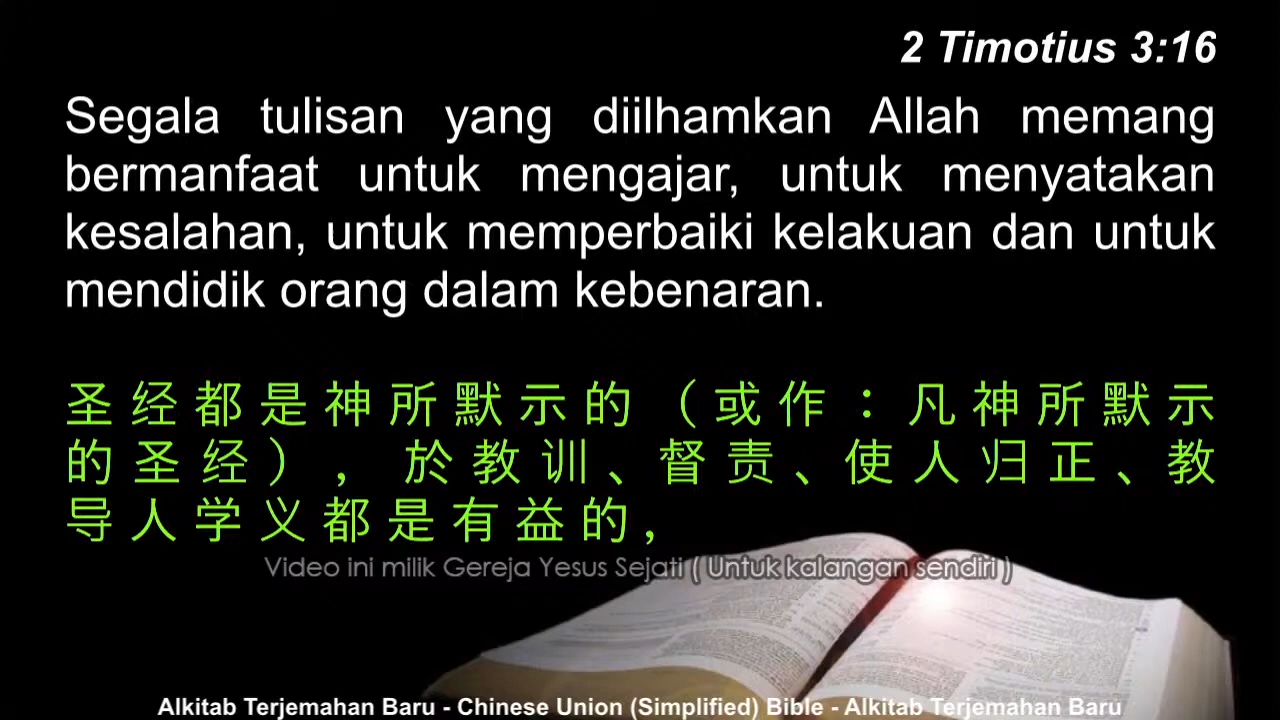 2 Timotius 3:16
Segala tulisan yang diilhamkan Allah memang
bermanfaat untuk mengajar, untuk menyatakan
kesalahan, untuk memperbaiki kelakuan dan untuk
mendidik orang dalam kebenaran.
圣经都是神所默示的（或作：凡神所默示
的圣经），於教训、督责、使人归正、教
导人学义都是有益的，
Video ini milik Gereja Yesus Sejati ( Untuk kalangan sendiri )
Alkitab Terjemahan Baru - Chinese Union (Simplified) Bible - Alkitab Terjemahan Baru